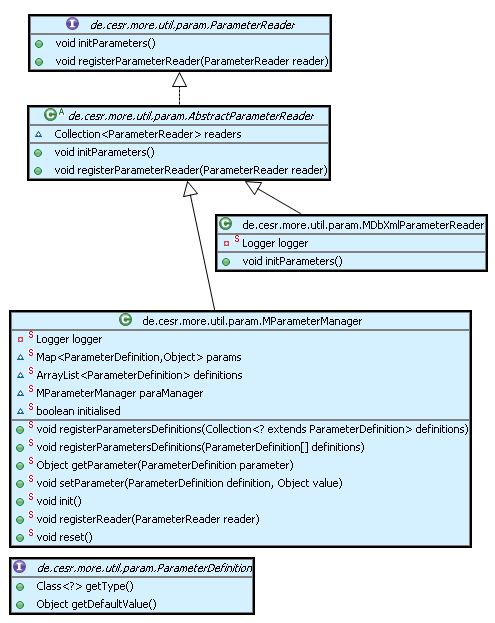 I de.cesr.more.util.param.ParameterReader
void initParameters()
void registerParameterReader(ParameterReader reader)
C A de.cesr.more.util.param.AbstractParameterReader
Collection<ParameterReader> readers
void initParameters()
void registerParameterReader(ParameterReader reader)
C de.cesr.more.util.param.MDbXmlParameterReader
S Logger logger
void initParameters()
C de.cesr.more.util.param.MParameterManager
S Logger logger
S Map<ParameterDefinition,Object> params
S ArrayList<ParameterDefinition> definitions
S MParameterManager paraManager
S boolean initialised
S void registerParametersDefinitions(Collection<? extends ParameterDefinition> definitions)
S void registerParametersDefinitions(ParameterDefinition[] definitions)
S Object getParameter(ParameterDefinition parameter)
S void setParameter(ParameterDefinition definition, Object value)
S void init()
S void registerReader(ParameterReader reader)
S void reset()
I de.cesr.more.util.param.ParameterDefinition
Class<?> getType()
Object getDefaultValue()